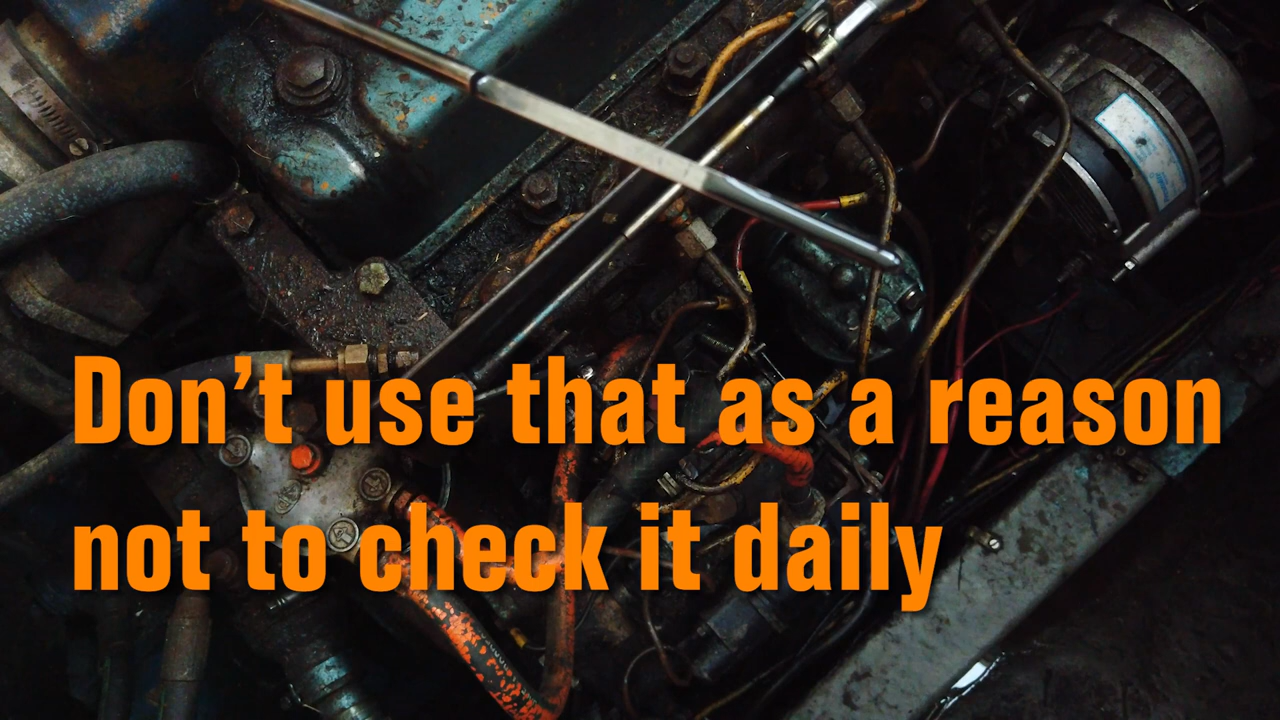 Don’t use that as a reason
not to check it daily